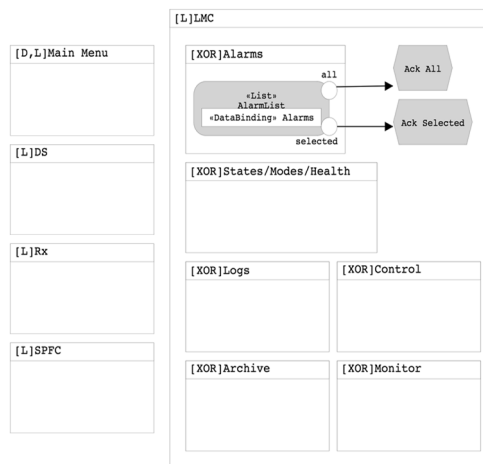 [L]LMC
[D,L]Main Menu
[XOR]Alarms
all
Ack All
«List»
AlarmList
«DataBinding» Alarms
Ack Selected
selected
[L]DS
[XOR]States/Modes/Health
[L]Rx
[XOR]Logs
[XOR]Control
[L]SPFC
[XOR]Archive
[XOR]Monitor